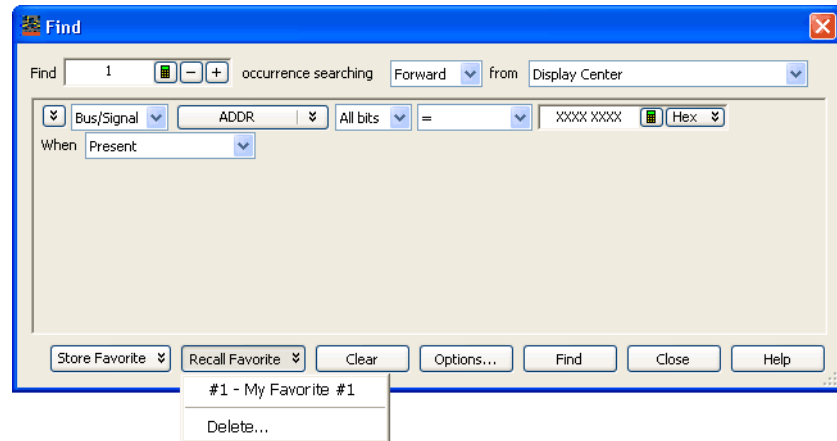 Find
Find 1 − + occurrence searching Forward from Display Center
Bus/Signal ADDR All bits = XXXX XXXX Hex
When Present
Store Favorite Recall Favorite Clear Options... Find Close Help
#1 - My Favorite #1
Delete...